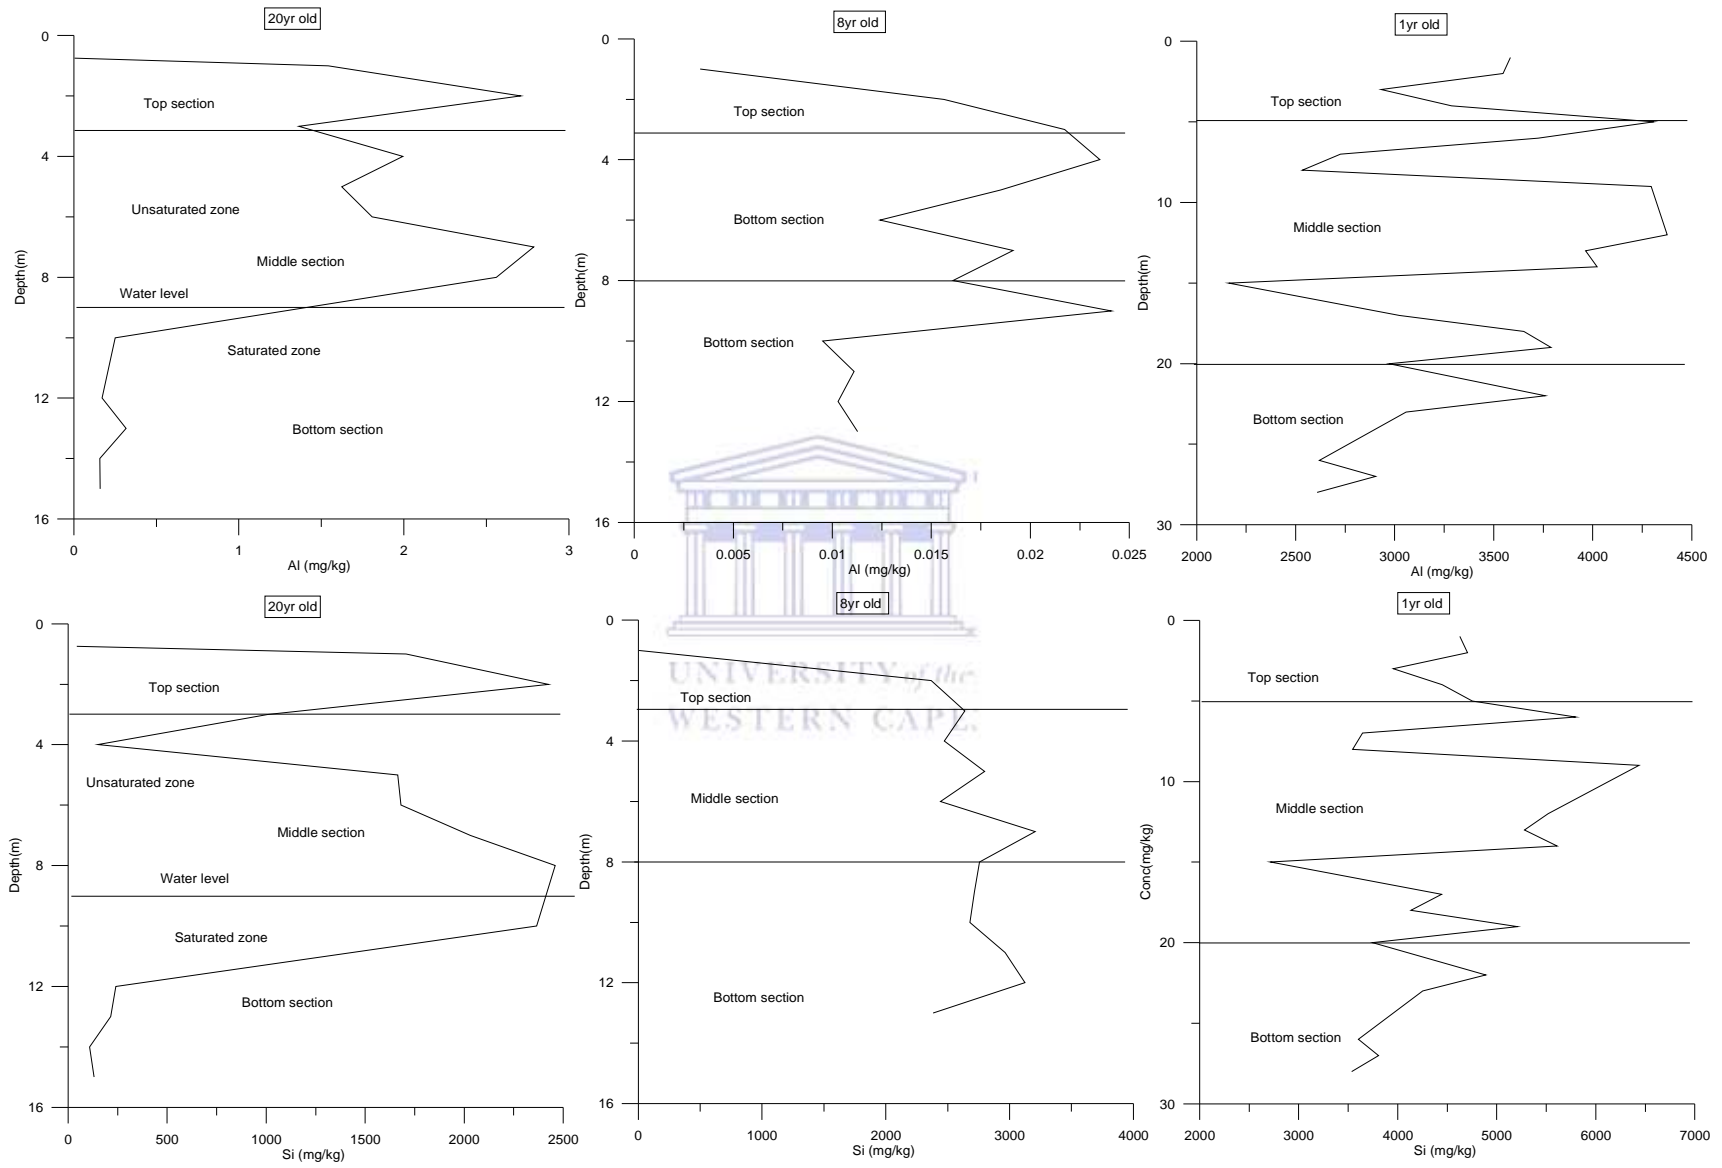 20yr old
8yr old
1yr old
0
4
8
12
16
Depth(m)
Top section
Unsaturated zone
Middle section
Water level
Saturated zone
Bottom section
0
1
2
3
Al (mg/kg)
0
4
8
12
16
Depth(m)
Top section
Bottom section
Bottom section
0
0.005
0.01
0.015
0.02
0.025
Al (mg/kg)
0
10
20
30
Depth(m)
Top section
Middle section
Bottom section
2000
2500
3000
3500
4000
4500
Al (mg/kg)
UNIVERSITY of the
WESTERN CAPE
20yr old
8yr old
1yr old
0
4
8
12
16
Depth(m)
Top section
Unsaturated zone
Middle section
Water level
Saturated zone
Bottom section
0
500
1000
1500
2000
2500
Si (mg/kg)
0
4
8
12
16
Depth(m)
Top section
Middle section
Bottom section
0
1000
2000
3000
4000
Si (mg/kg)
0
10
20
30
Conc(mg/kg)
Top section
Middle section
Bottom section
2000
3000
4000
5000
6000
7000
Si (mg/kg)